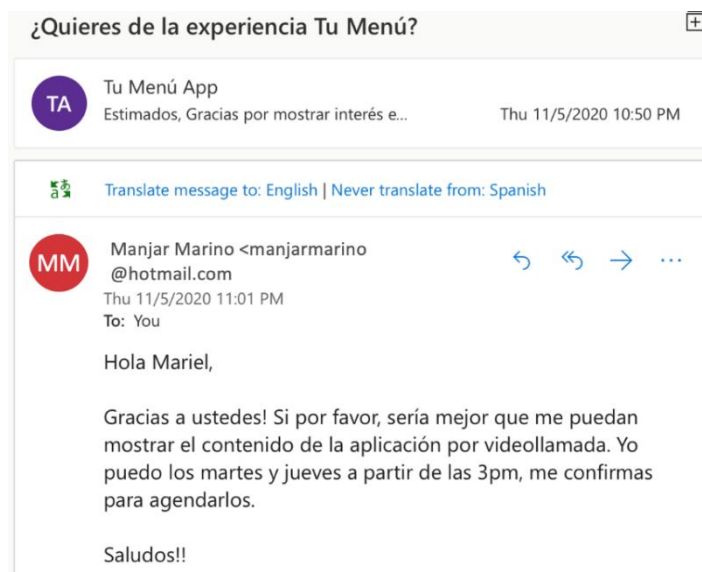 ¿Quieres de la experiencia Tu Menú?
TA
Tu Menú App
Estimados, Gracias por mostrar interés e...
Thu 11/5/2020 10:50 PM
Translate message to: English | Never translate from: Spanish
MM
Manjar Marino <manjarmarino
@hotmail.com
Thu 11/5/2020 11:01 PM
To: You
Hola Mariel,
Gracias a ustedes! Si por favor, sería mejor que me puedan
mostrar el contenido de la aplicación por videollamada. Yo
puedo los martes y jueves a partir de las 3pm, me confirmas
para agendarlos.
Saludos!!